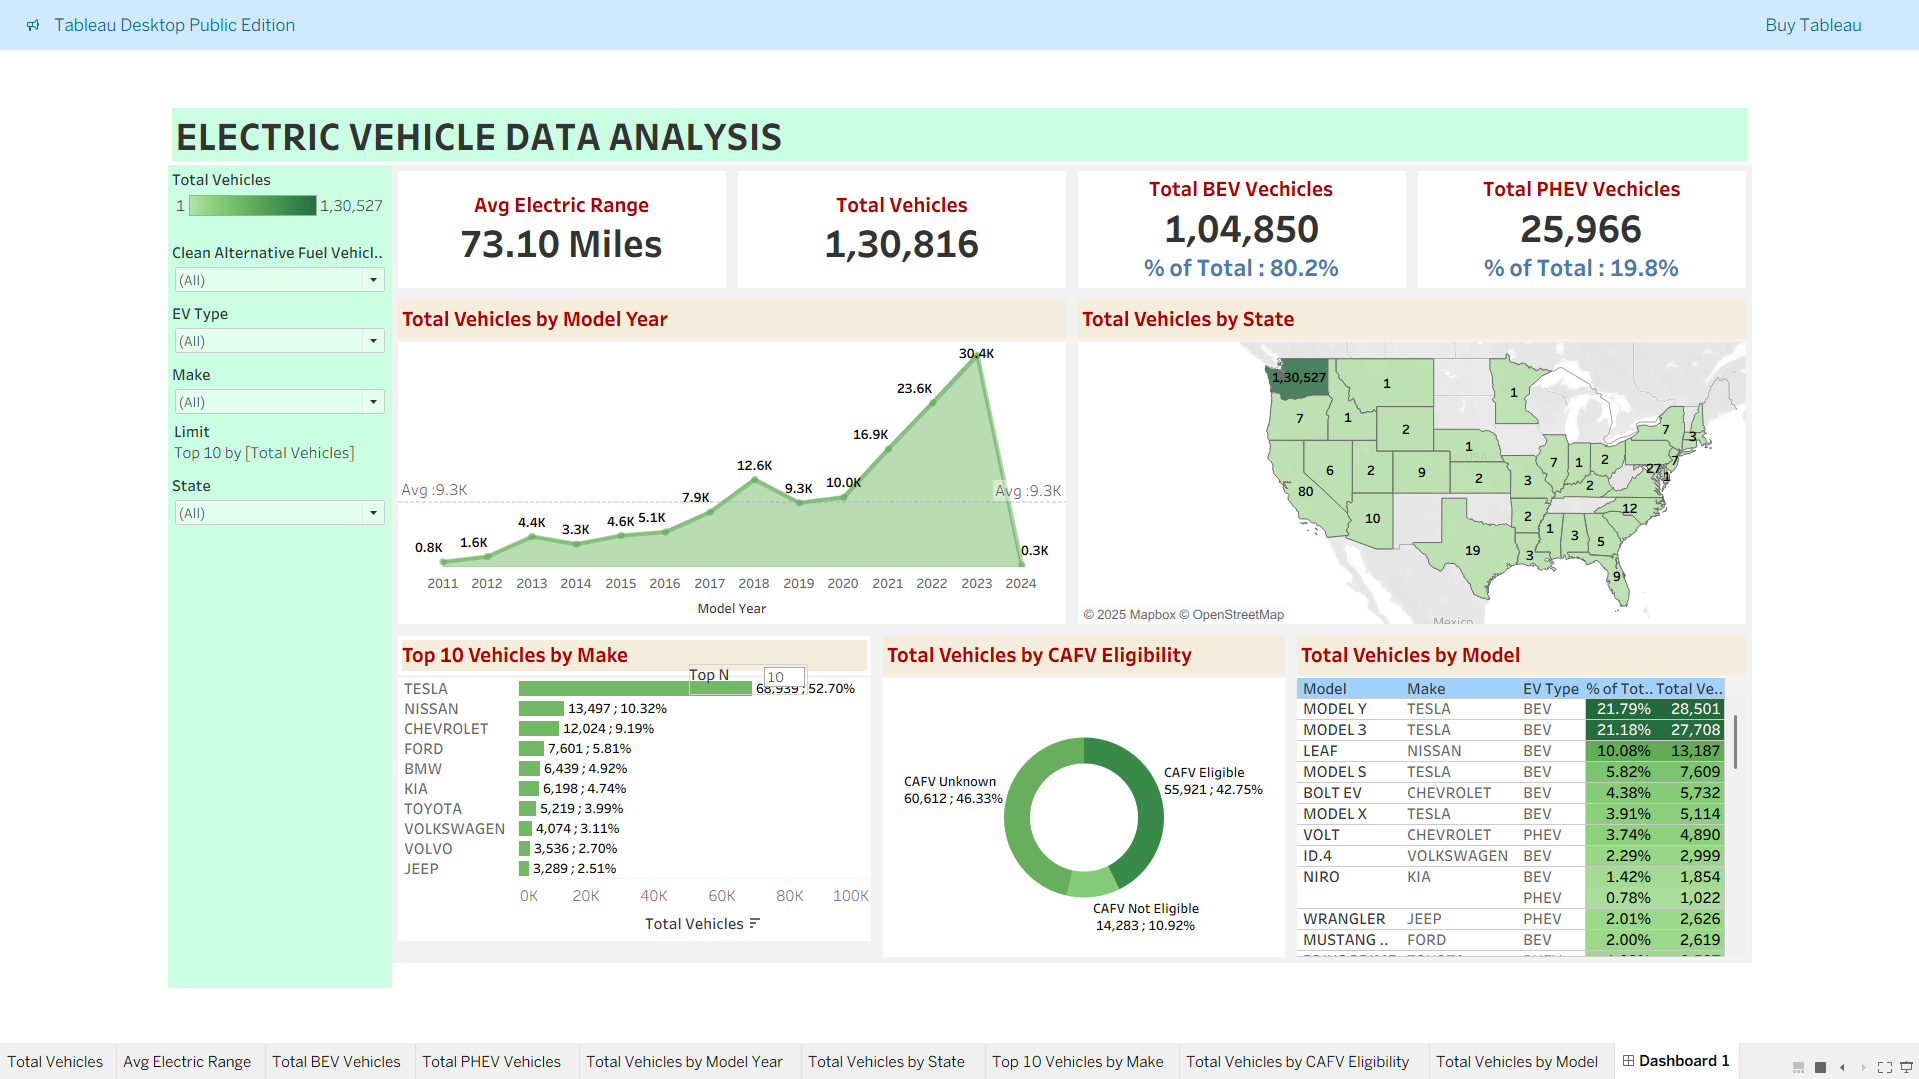 Tableau Desktop Public Edition
Buy Tableau
ELECTRIC VEHICLE DATA ANALYSIS
Total Vehicles
1 1,30,527
Clean Alternative Fuel Vehicl..
(All)
EV Type
(All)
Make
(All)
Limit
Top 10 by [Total Vehicles]
State
(All)
Avg Electric Range
73.10 Miles
Total Vehicles
1,30,816
Total BEV Vechicles
1,04,850
% of Total : 80.2%
Total PHEV Vechicles
25,966
% of Total : 19.8%
Total Vehicles by Model Year
30.4K
23.6K
16.9K
12.6K
10.0K
9.3K
7.9K
Avg :9.3K
Avg :9.3K
4.4K
3.3K
4.6K 5.1K
1.6K
0.8K
0.3K
2011 2012 2013 2014 2015 2016 2017 2018 2019 2020 2021 2022 2023 2024
Model Year
Total Vehicles by State
1,30,527
1
1
7
1
2
1
7
3
6
2
9
2
7
1
2
27
7
1
80
3
2
10
12
2
1
3
5
19
3
9
USA
Mexico
© 2025 Mapbox © OpenStreetMap
Top 10 Vehicles by Make
Top N 10
TESLA 68,939 ; 52.70%
NISSAN 13,497 ; 10.32%
CHEVROLET 12,024 ; 9.19%
FORD 7,601 ; 5.81%
BMW 6,439 ; 4.92%
KIA 6,198 ; 4.74%
TOYOTA 5,219 ; 3.99%
VOLKSWAGEN 4,074 ; 3.11%
VOLVO 3,536 ; 2.70%
JEEP 3,289 ; 2.51%
0K 20K 40K 60K 80K 100K
Total Vehicles
Total Vehicles by CAFV Eligibility
CAFV Unknown
60,612 ; 46.33%
CAFV Eligible
55,921 ; 42.75%
CAFV Not Eligible
14,283 ; 10.92%
Total Vehicles by Model
Model Make EV Type % of Tot.. Total Ve..
MODEL Y TESLA BEV 21.79% 28,501
MODEL 3 TESLA BEV 21.18% 27,708
LEAF NISSAN BEV 10.08% 13,187
MODEL S TESLA BEV 5.82% 7,609
BOLT EV CHEVROLET BEV 4.38% 5,732
MODEL X TESLA BEV 3.91% 5,114
VOLT CHEVROLET PHEV 3.74% 4,890
ID.4 VOLKSWAGEN BEV 2.29% 2,999
NIRO KIA BEV 1.42% 1,854
PHEV 0.78% 1,022
WRANGLER JEEP PHEV 2.01% 2,626
MUSTANG .. FORD BEV 2.00% 2,619
Total Vehicles
Avg Electric Range
Total BEV Vehicles
Total PHEV Vehicles
Total Vehicles by Model Year
Total Vehicles by State
Top 10 Vehicles by Make
Total Vehicles by CAFV Eligibility
Total Vehicles by Model
Dashboard 1